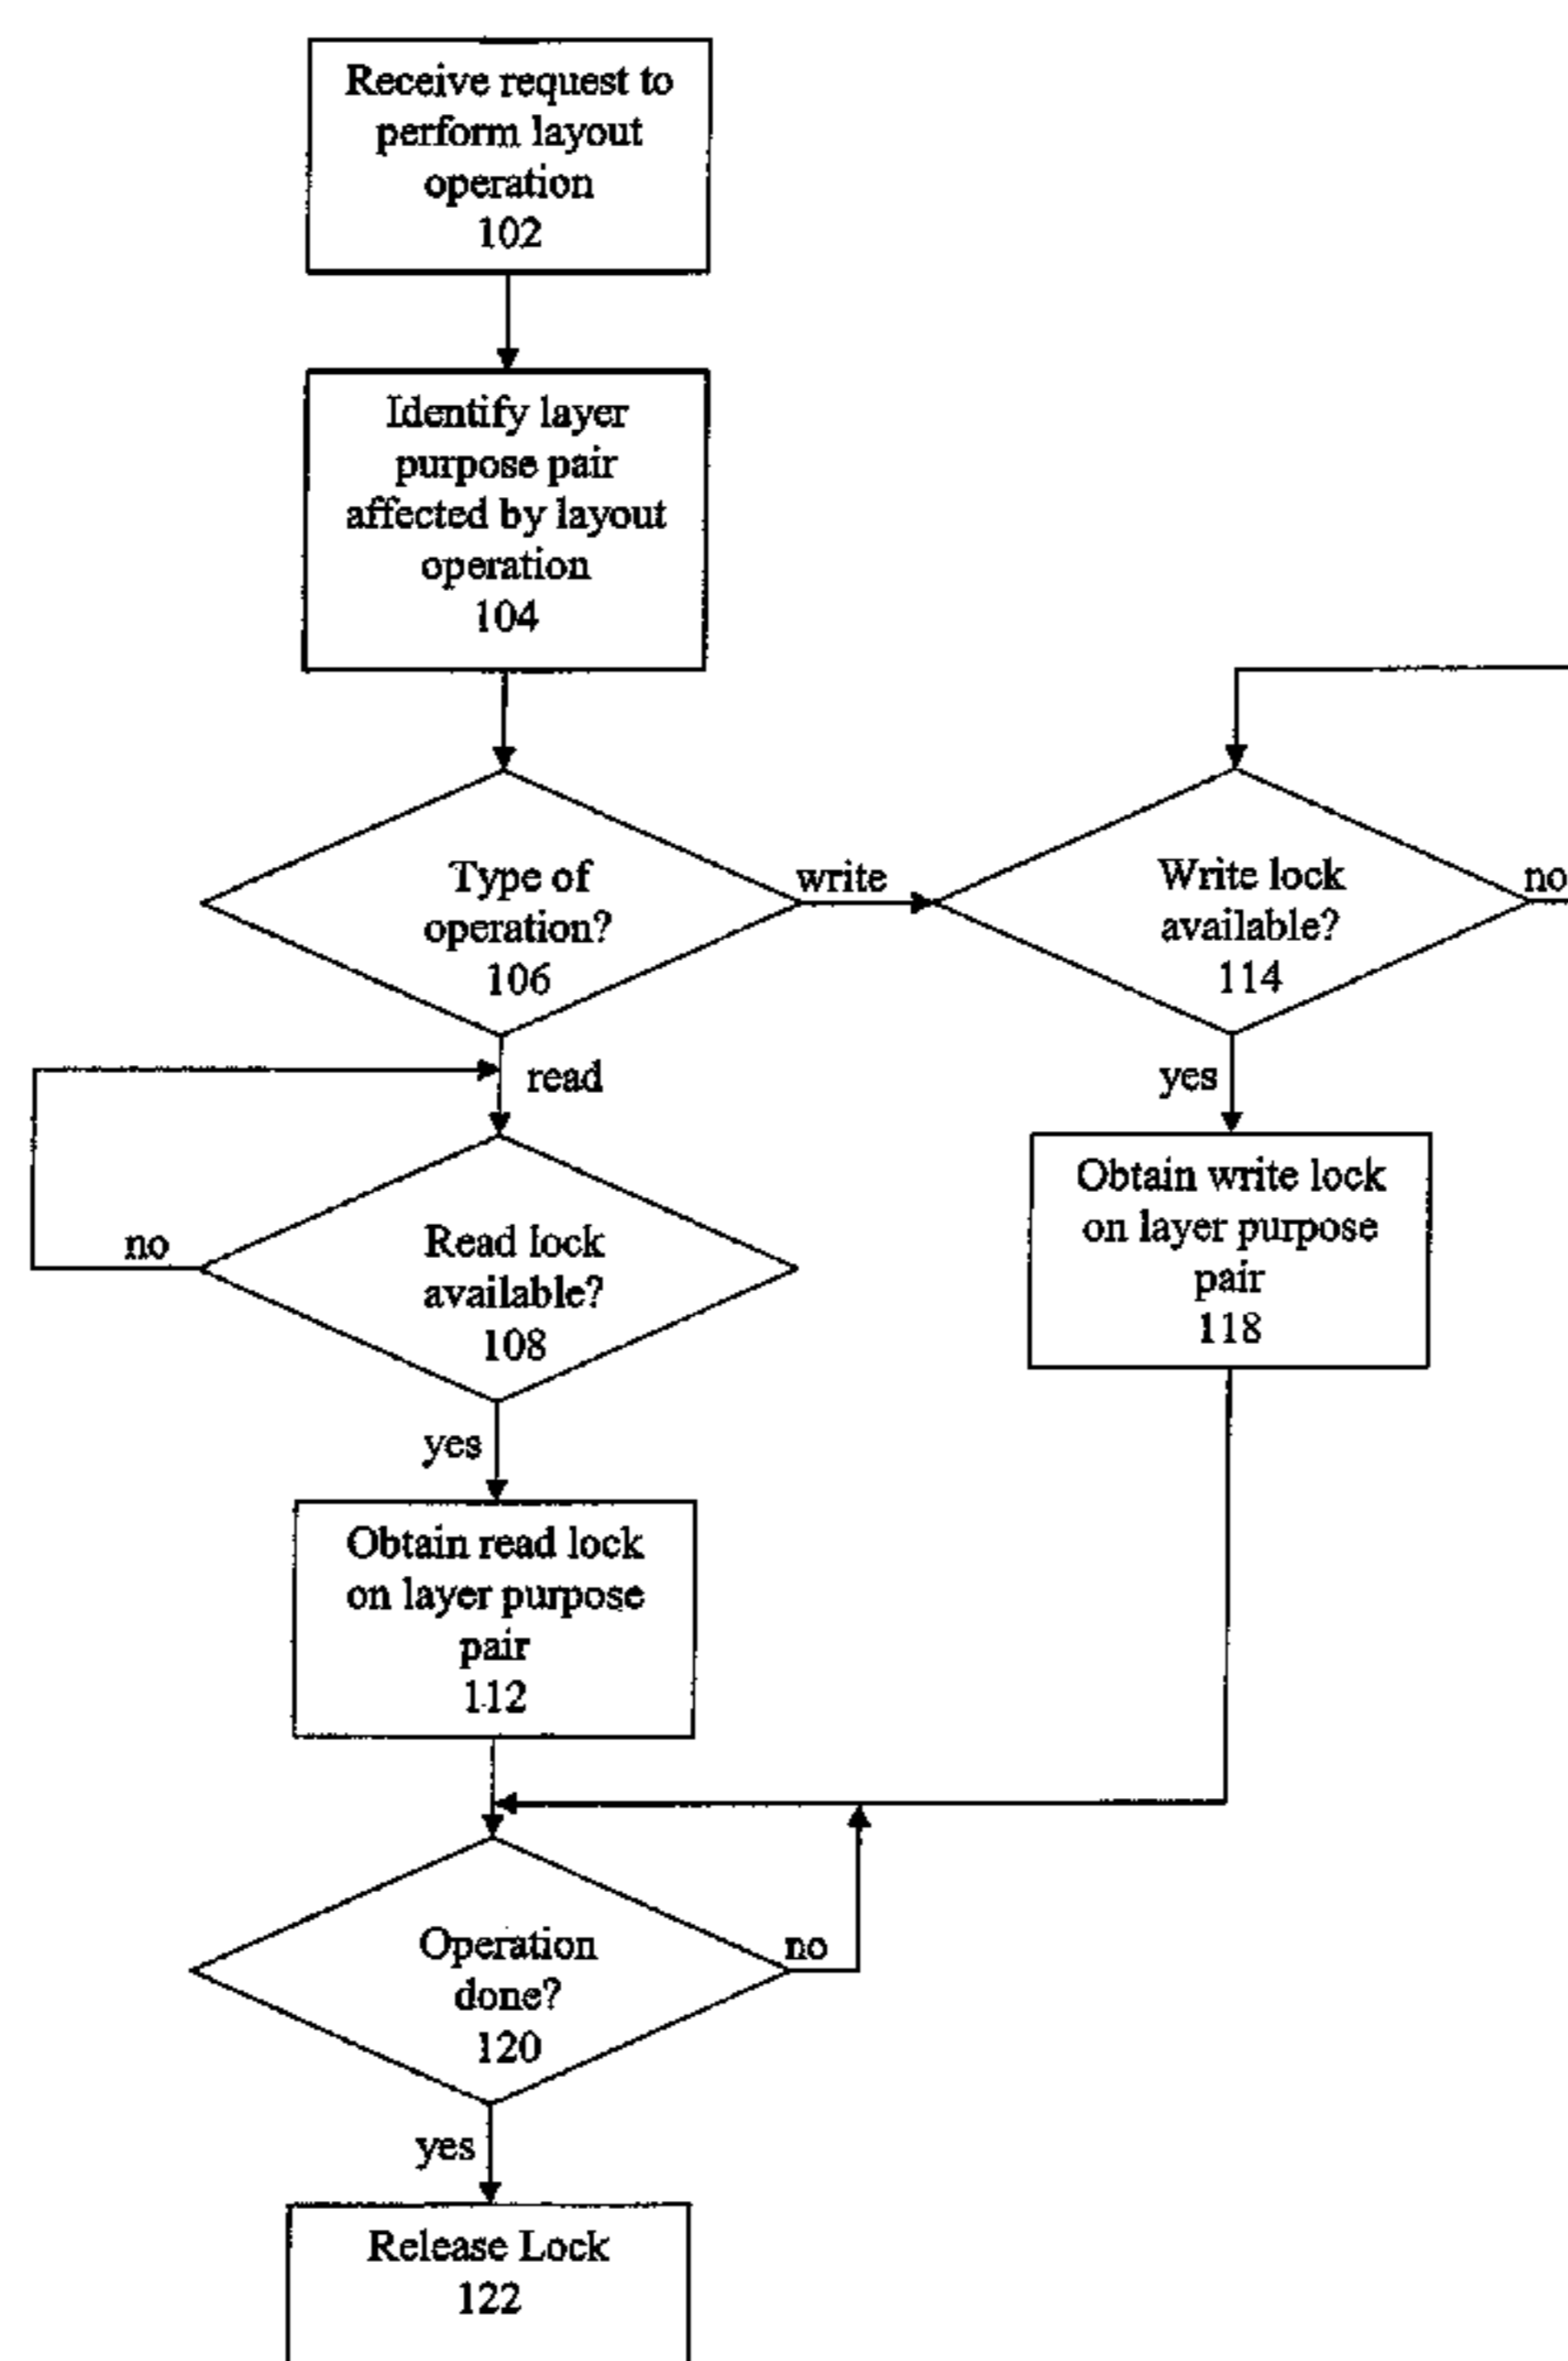 Receive request to
perform layout
operation
102
Identify layer
purpose pair
affected by layout
operation
104
Type of
operation?
106
write
Write lock
available?
114
no
read
yes
Obtain write lock
on layer purpose
pair
118
no
Read lock
available?
108
yes
Obtain read lock
on layer purpose
pair
112
Operation
done?
120
no
yes
Release Lock
122